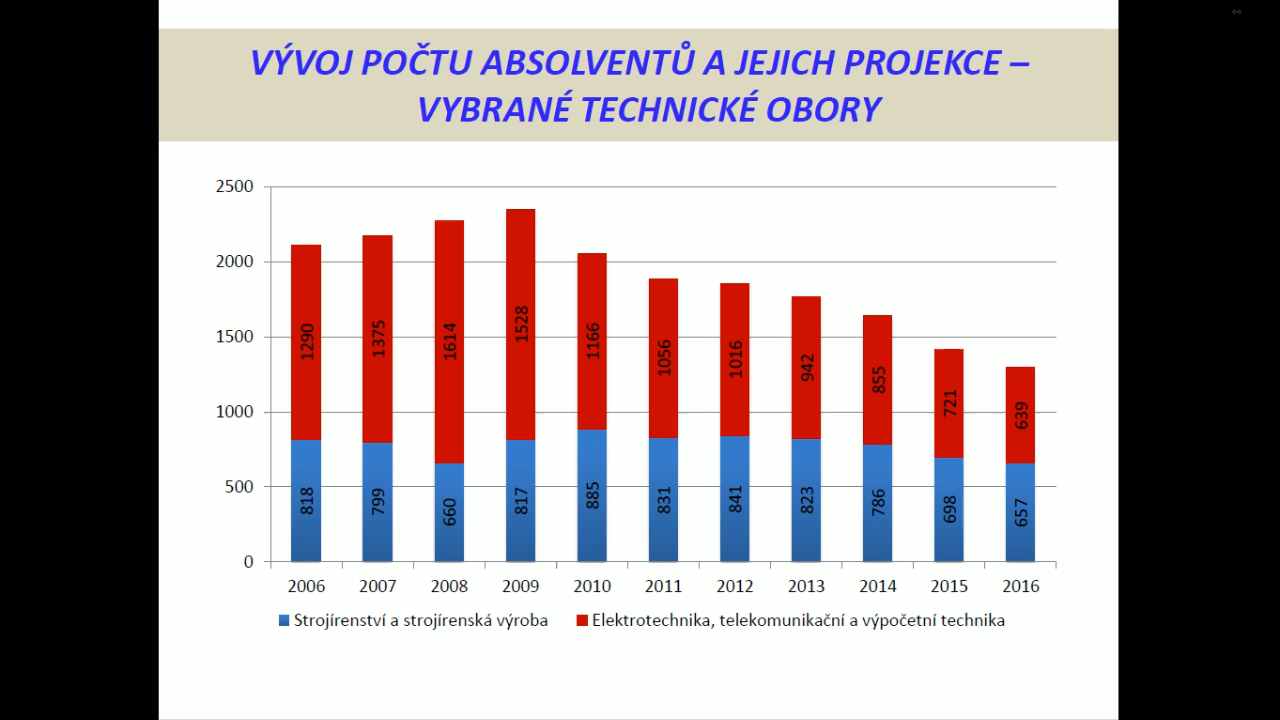 VÝVOJ POČTU ABSOLVENTŮ A JEJICH PROJEKCE –
VYBRANÉ TECHNICKÉ OBORY
2500
2000
1500
1000
500
0
1290 1375 1614 1528 1166 1056 1016 942 855 721 639
818 799 660 817 885 831 841 823 786 698 657
2006 2007 2008 2009 2010 2011 2012 2013 2014 2015 2016
Strojírenství a strojírenská výroba Elektrotechnika, telekomunikační a výpočetní technika